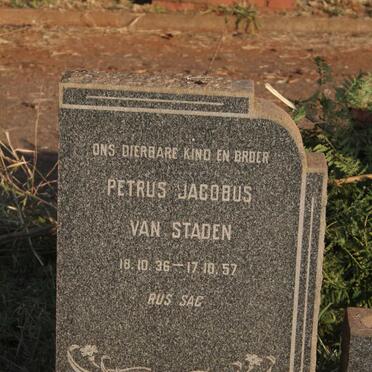 ONS DIERBARE KIND EN BROER
PETRUS JACOBUS
VAN STADEN
18.10.36 — 17.10.57
RUS SAG